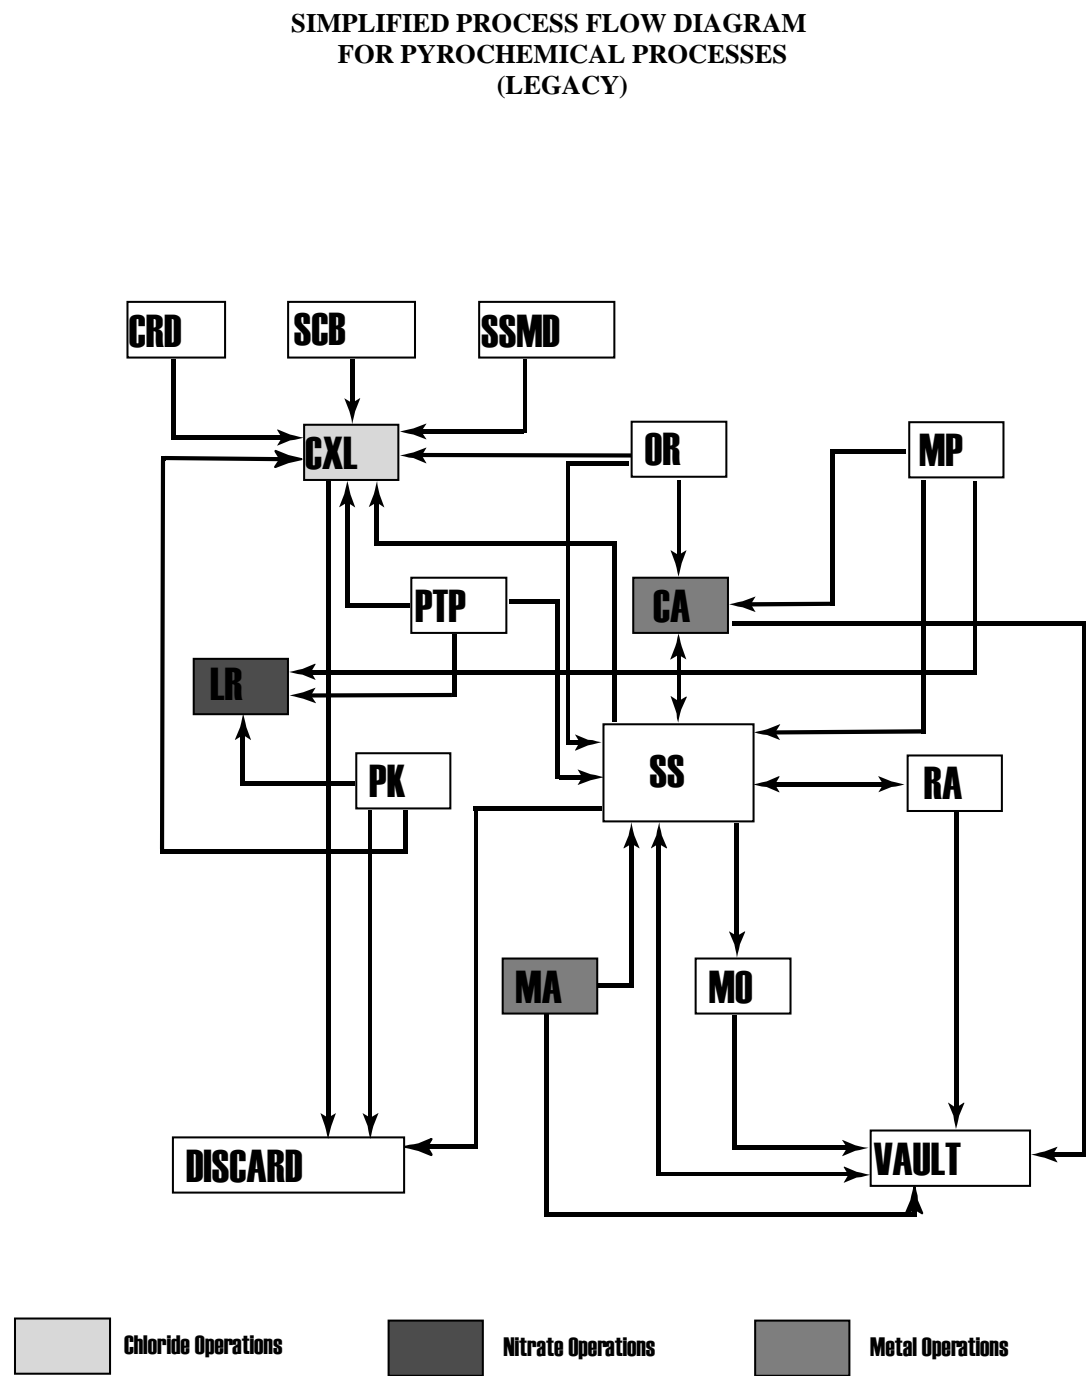 SIMPLIFIED PROCESS FLOW DIAGRAM
FOR PYROCHEMICAL PROCESSES
(LEGACY)
CRD
SCB
SSMD
CXL
OR
MP
PTP
CA
LR
PK
SS
RA
MA
MO
DISCARD
VAULT
Chloride Operations
Nitrate Operations
Metal Operations